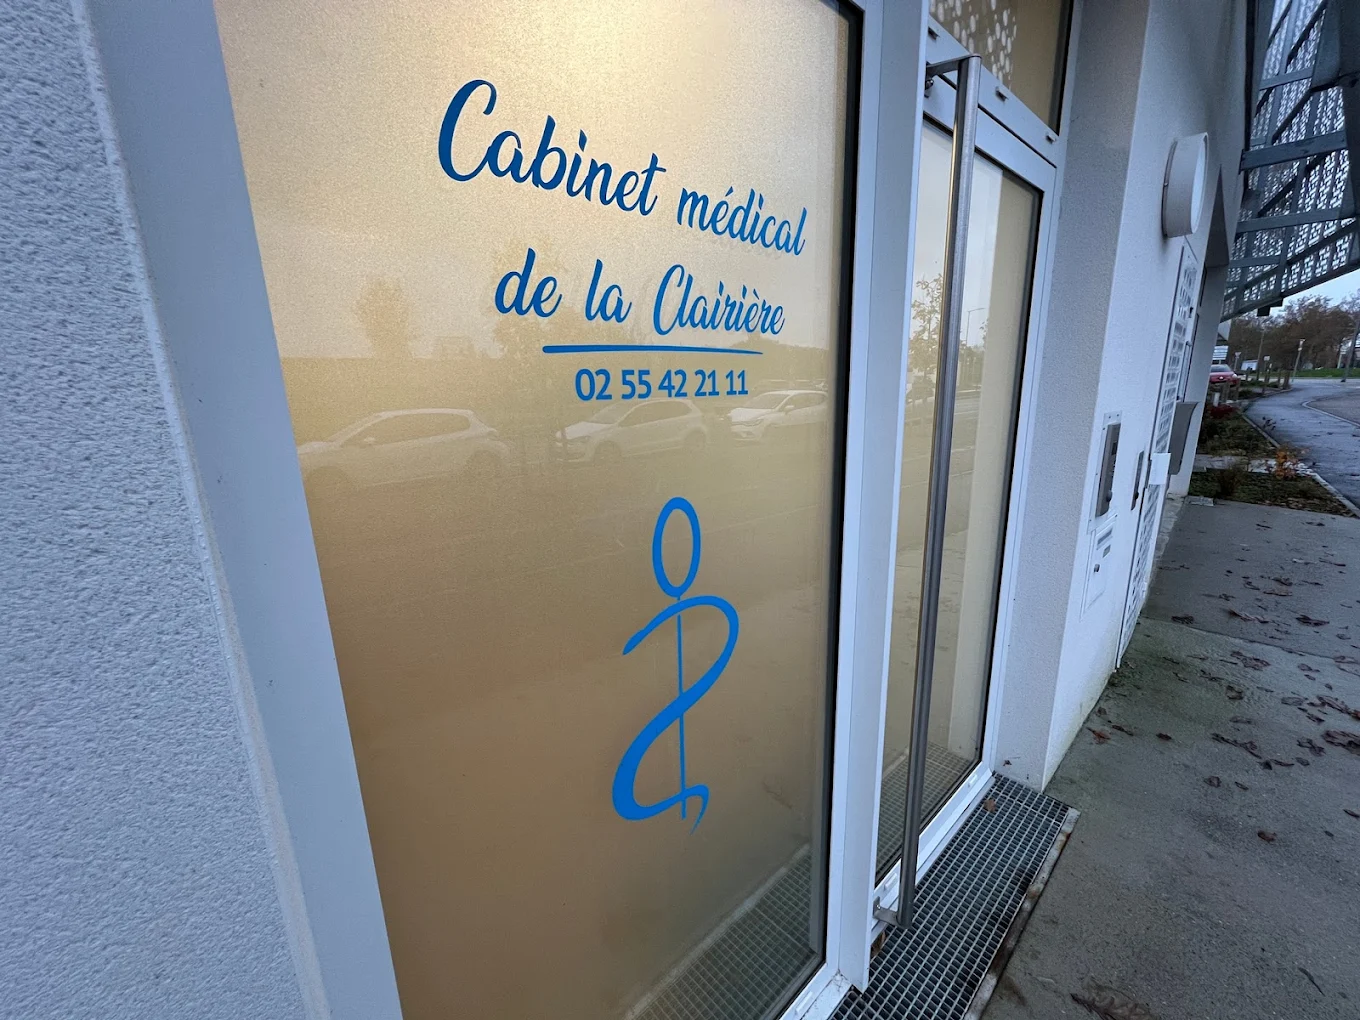 Cabinet médical
de la Clairière
02 55 42 21 11